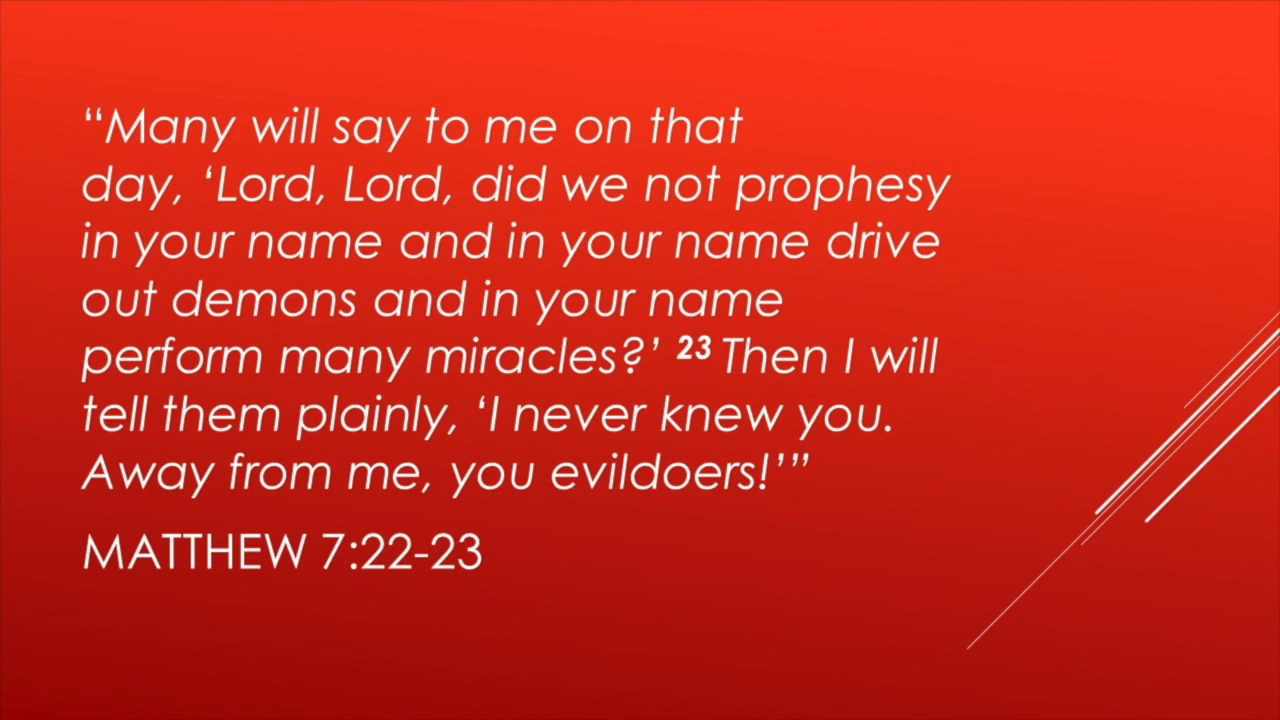 “Many will say to me on that
day, ‘Lord, Lord, did we not prophesy
in your name and in your name drive
out demons and in your name
perform many miracles?’ 23 Then I will
tell them plainly, ‘I never knew you.
Away from me, you evildoers!’”
MATTHEW 7:22-23